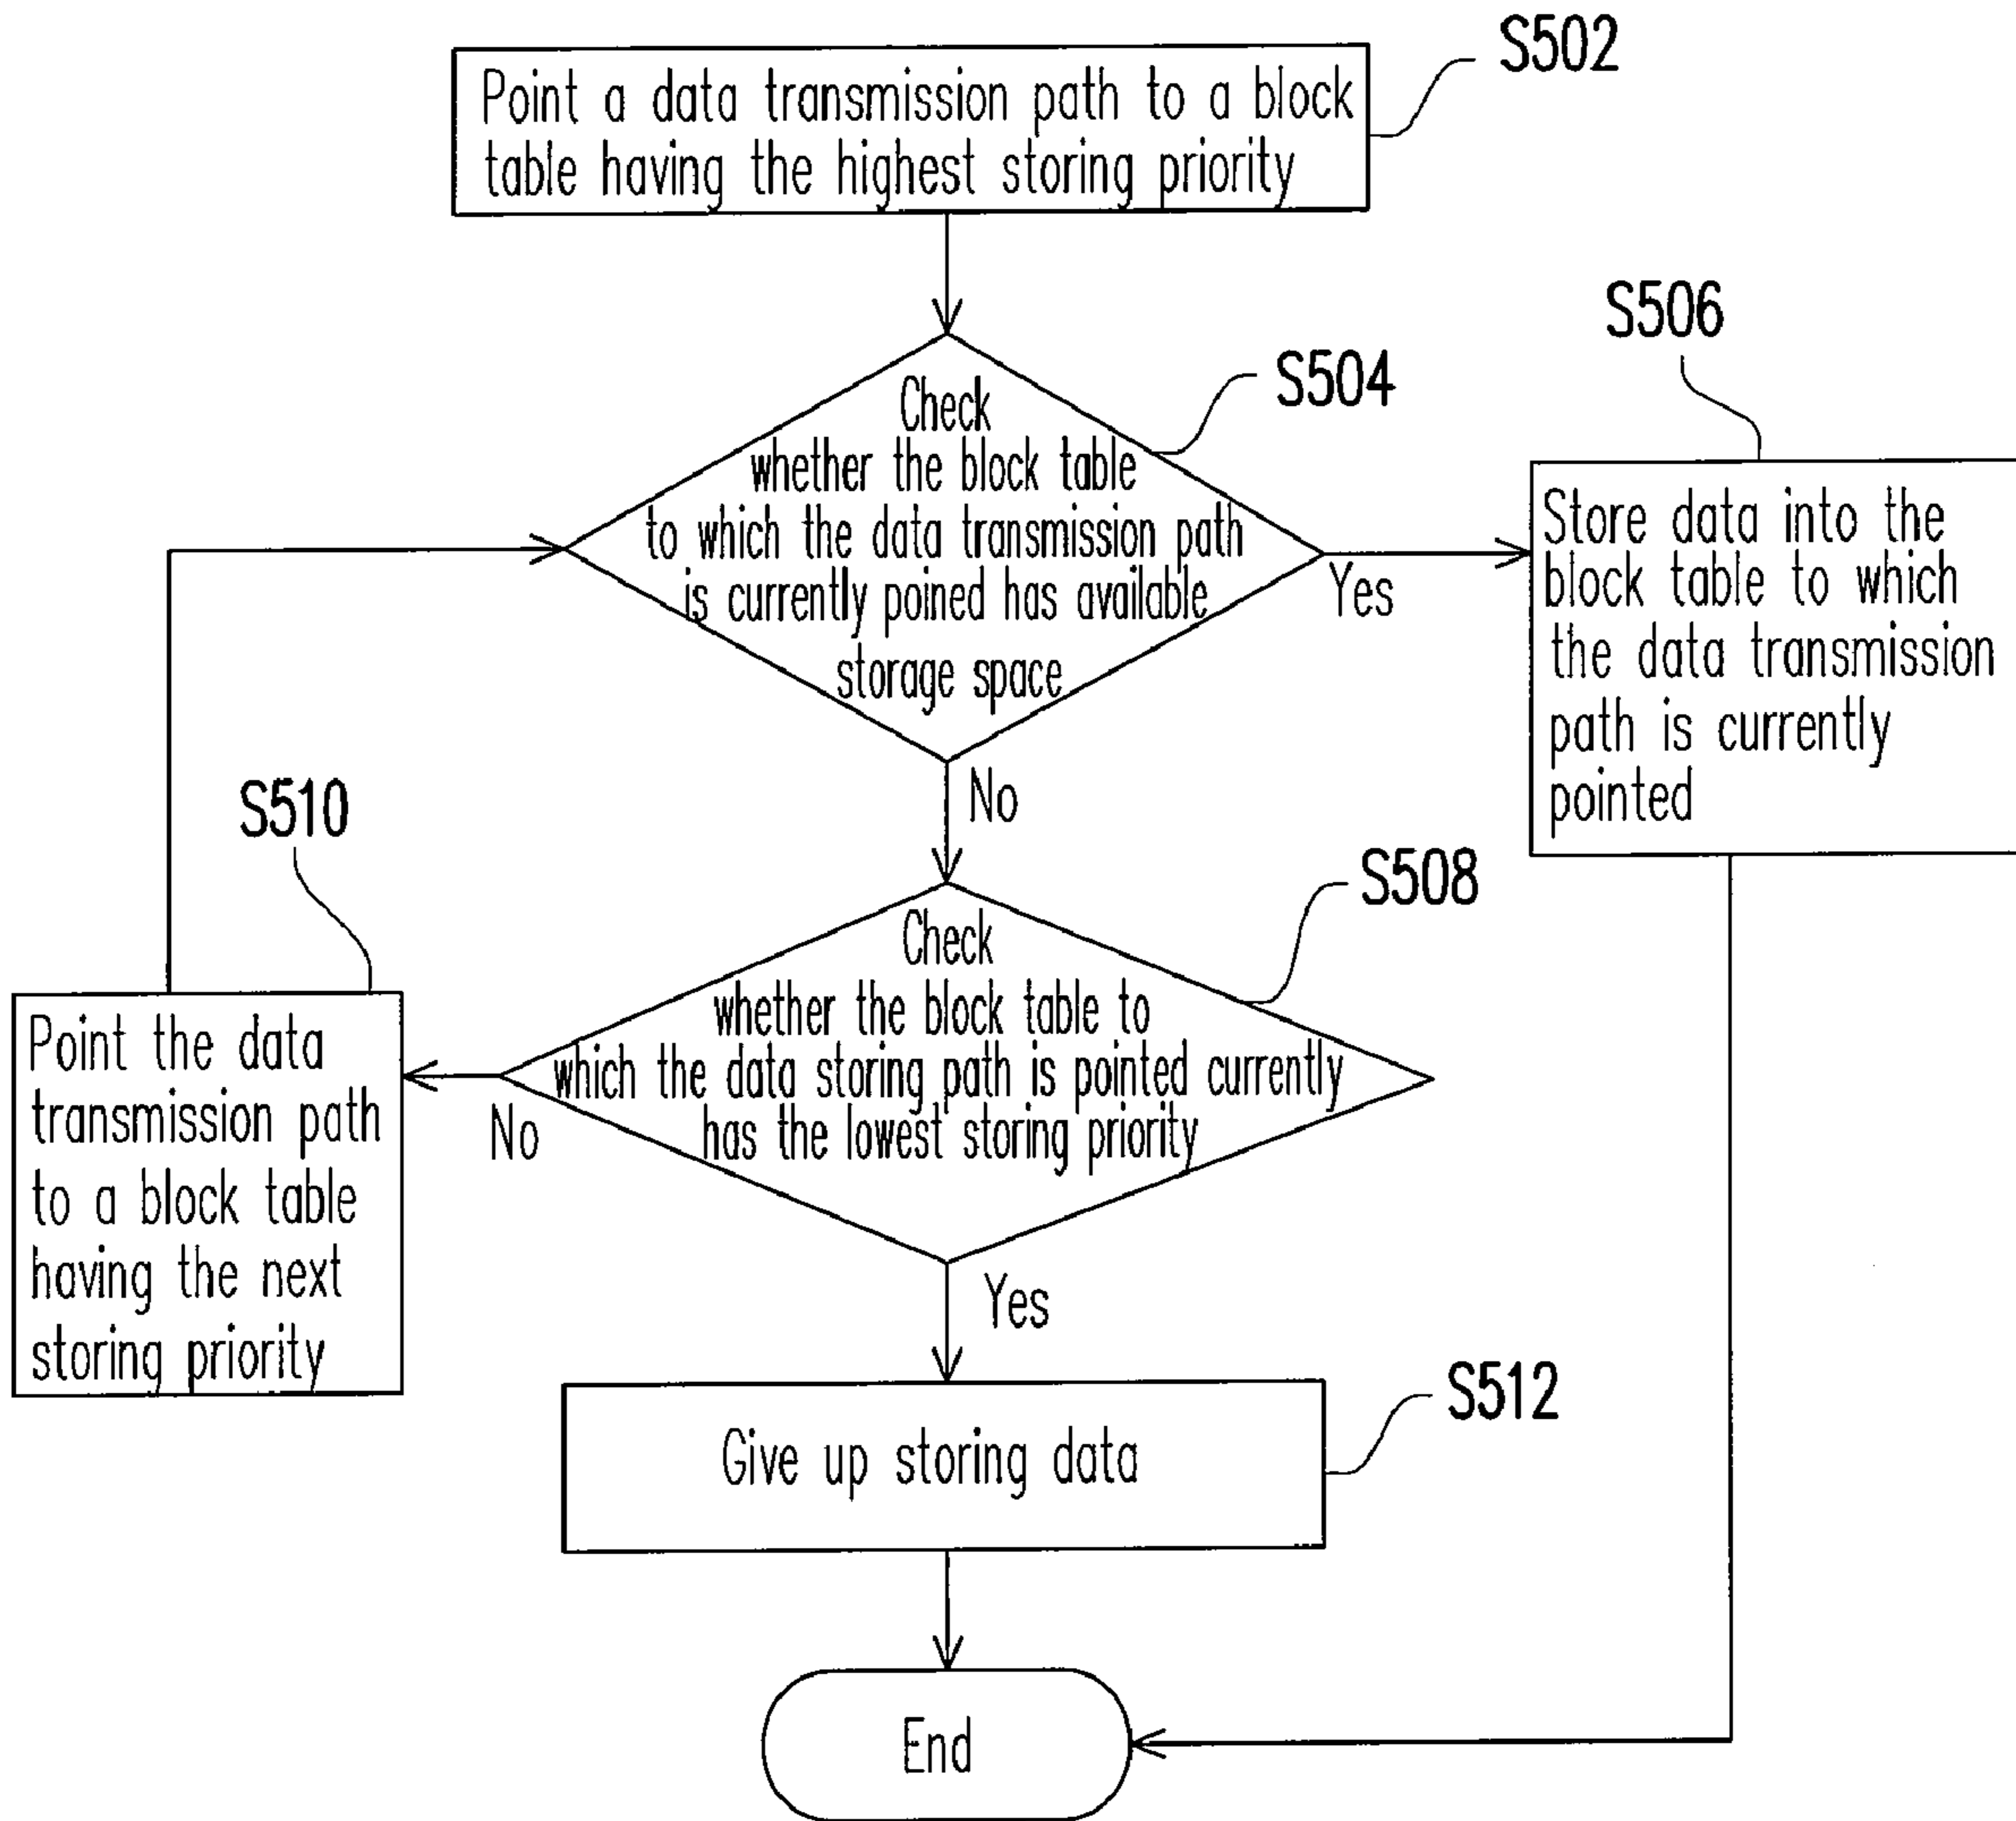 S502
Point a data transmission path to a block
table having the highest storing priority
S504
Check
whether the block table
to which the data transmission path
is currently poined has available
storage space
Yes
No
S506
Store data into the
block table to which
the data transmission
path is currently
pointed
S508
Check
whether the block table to
which the data storing path is pointed currently
has the lowest storing priority
No
Yes
S510
Point the data
transmission path
to a block table
having the next
storing priority
S512
Give up storing data
End